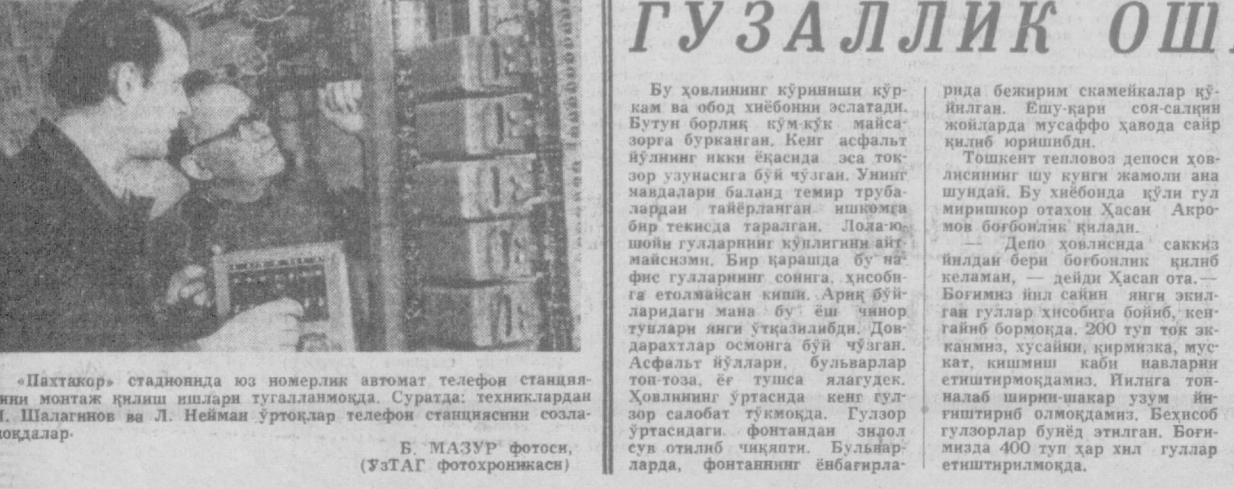 «Пахтакор» стадионида юз номерлик автомат телефон станция-
ини монтаж қилиш ишлари тугалланмоқда. Суратда: техниклардан
Шалагинов ва Л. Нейман ўртоқлар телефон станциясини созла-
моқдалар.
Б. МАЗУР фотоси,
(УзТАГ фотохроникаси)
ГУЗАЛЛИК ОШ
Бу ҳовлининг кўриниши кўр-
кам ва обод хиёбонни эслатади.
Бутун борлиқ кўм-кўк майса-
зорга бурканган. Кенг асфальт
йўлнинг икки ёқасида эса ток-
зор узунасига бўй чўзган. Унинг
навдалари баланд темир труба-
лардан тайёрланган ишкомга
бир текисда таралган. Лола-ю,
шойи гулларнинг кўплигини айт-
майсизми. Бир қарашда бу на-
фис гулларнинг сонига, ҳисоби-
га етолмайсан киши. Ариқ бўй-
ларидаги мана бу ёш чинор
туплари янги ўтқазилибди. Дов-
дарахтлар осмонга бўй чўзган.
Асфальт йўллари, бульварлар
топ-тоза, ёғ тушса ялагудек.
Ҳовлининг ўртасида кенг гул-
зор салобат тўкмоқда. Гулзор
ўртасидаги фонтандан зилол
сув отилиб чиқяпти. Бульвар-
ларда, фонтаннинг ёнбағирла-
рида бежирим скамейкалар қў-
йилган. Ёшу-қари соя-салқин
жойларда мусаффо ҳавода сайр
қилиб юришибди.
Тошкент тепловоз депоси ҳов-
лисининг шу кунги жамоли ана
шундай. Бу хиёбонда қўли гул
миришкор отахон Ҳасан Акро-
мов боғбонлик қилади.
— Депо ҳовлисида саккиз
йилдан бери боғбонлик қилиб
келаман, — дейди Ҳасан ота.—
Боғимиз йил сайин янги экил-
ган гуллар ҳисобига бойиб, кен-
гайиб бормоқда. 200 туп ток эк-
канмиз, хусайни, қирмизка, мус-
кат, кишмиш каби навларни
етиштирмоқдамиз. Йилига тон-
налаб ширин-шакар узум йи-
ғиштириб олмоқдамиз. Беҳисоб
гулзорлар бунёд этилган. Боғи-
мизда 400 туп ҳар хил гуллар
етиштирилмоқда.